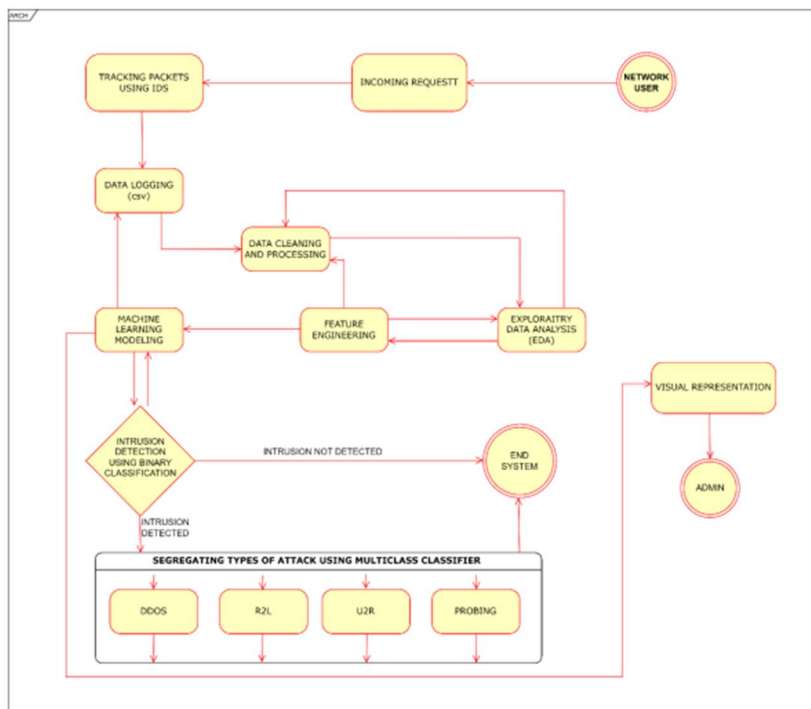 ARCH
TRACKING PACKETS
USING IDS
INCOMING REQUESTT
NETWORK
USER
DATA LOGGING
(csv)
DATA CLEANING
AND PROCESSING
MACHINE
LEARNING
MODELING
FEATURE
ENGINEERING
EXPLORAITRY
DATA ANALYSIS
(EDA)
VISUAL REPRESENTATION
INTRUSION
DETECTION
USING BINARY
CLASSIFICATION
INTRUSION NOT DETECTED
END
SYSTEM
ADMIN
INTRUSION
DETECTED
SEGREGATING TYPES OF ATTACK USING MULTICLASS CLASSIFIER
DDOS
R2L
U2R
PROBING